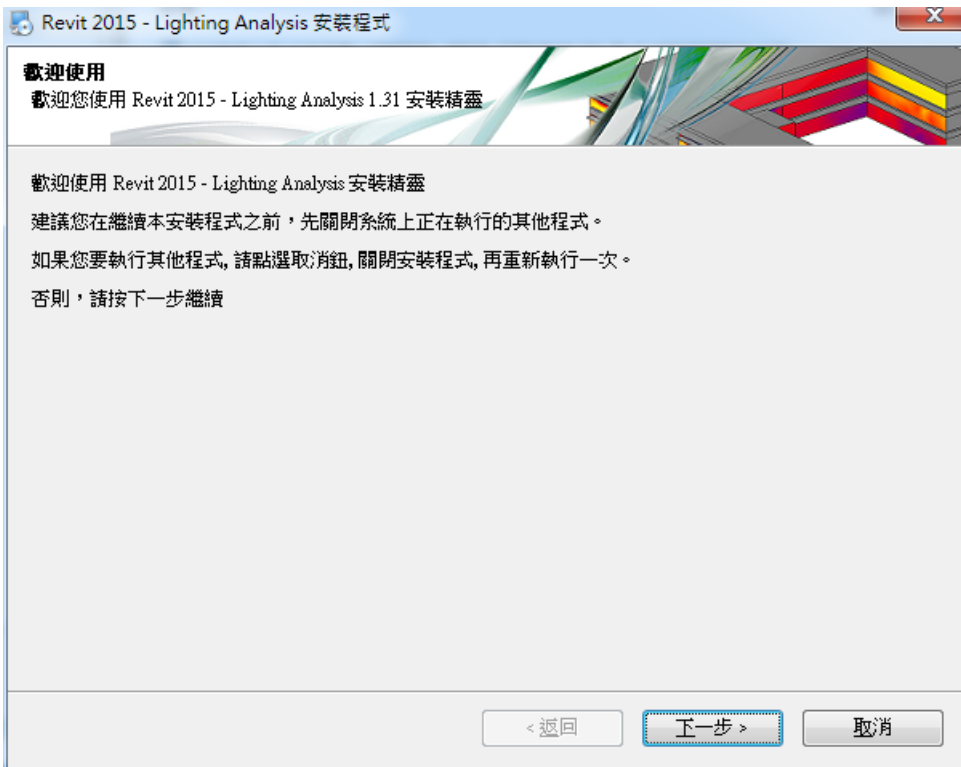 Revit 2015 - Lighting Analysis 安裝程式
歡迎使用
歡迎您使用 Revit 2015 - Lighting Analysis 1.31 安裝精靈
歡迎使用 Revit 2015 - Lighting Analysis 安裝精靈
建議您在繼續本安裝程式之前，先關閉系統上正在執行的其他程式。
如果您要執行其他程式, 請點選取消鈕, 關閉安裝程式, 再重新執行一次。
否則，請按下一步繼續
< 返回
下一步 >
取消